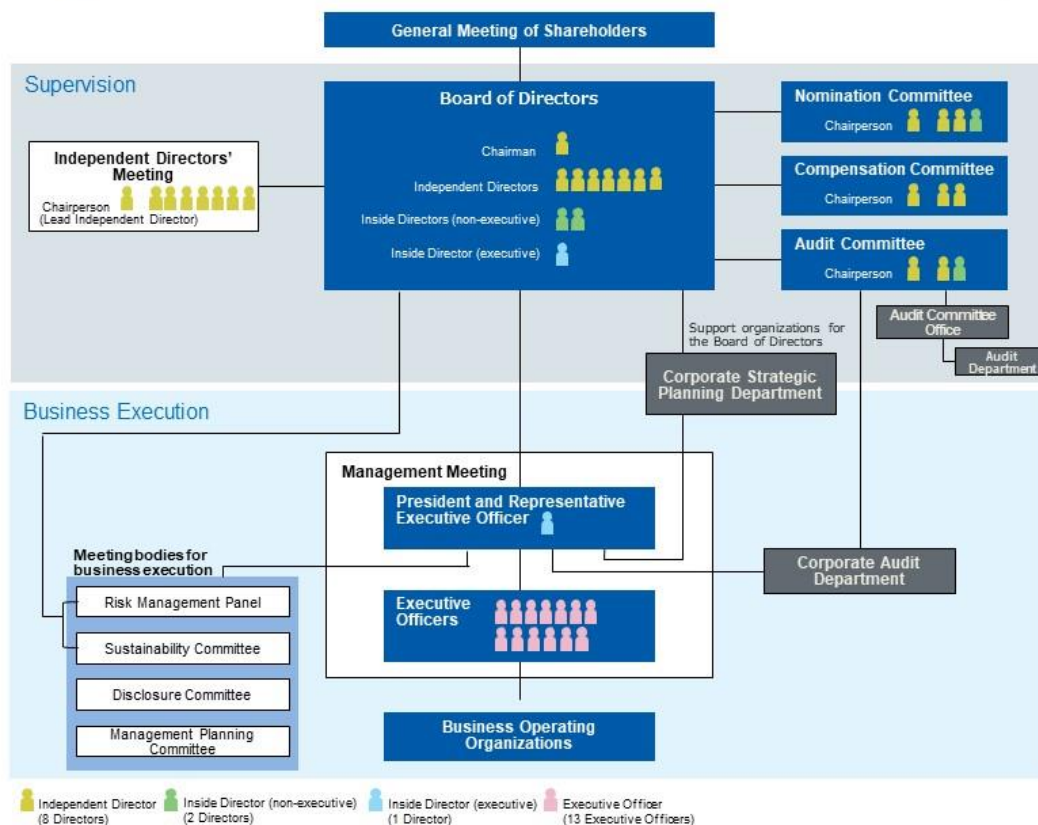 General Meeting of Shareholders
Supervision
Board of Directors
Chairman
Independent Directors
Inside Directors (non-executive)
Inside Director (executive)
Independent Directors'
Meeting
Chairperson
(Lead Independent Director)
Nomination Committee
Chairperson
Compensation Committee
Chairperson
Audit Committee
Chairperson
Audit Committee
Office
Audit
Department
Support organizations for
the Board of Directors
Corporate Strategic
Planning Department
Business Execution
Management Meeting
President and Representative
Executive Officer
Meeting bodies for
business execution
Risk Management Panel
Sustainability Committee
Disclosure Committee
Management Planning
Committee
Executive
Officers
Corporate Audit
Department
Business Operating
Organizations
Independent Director
(8 Directors)
Inside Director (non-executive)
(2 Directors)
Inside Director (executive)
(1 Director)
Executive Officer
(13 Executive Officers)